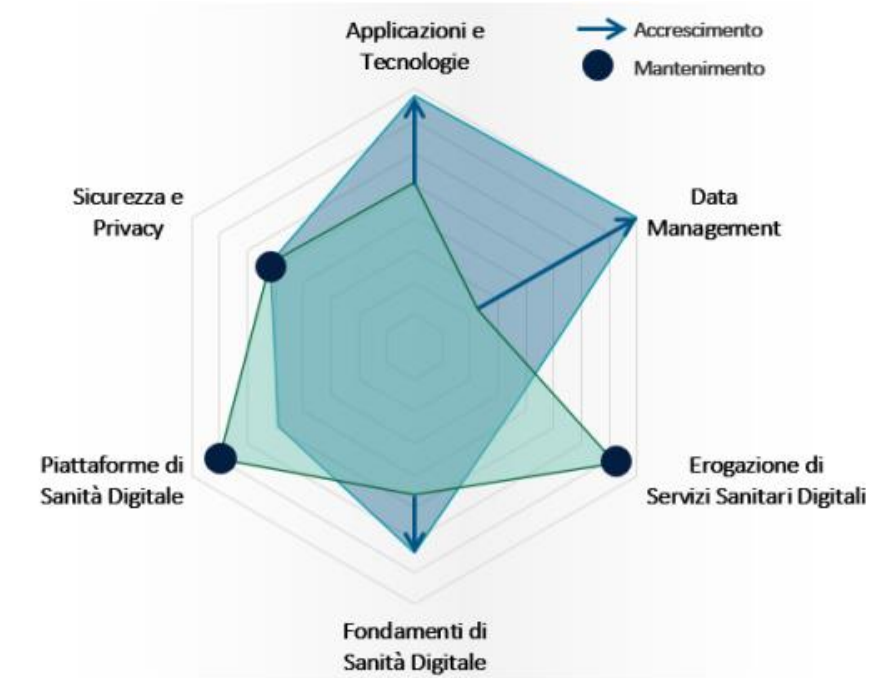 Applicazioni e
Tecnologie
Accrescimento
Mantenimento
Sicurezza e
Privacy
Data
Management
Piattaforme di
Sanità Digitale
Erogazione di
Servizi Sanitari Digitali
Fondamenti di
Sanità Digitale